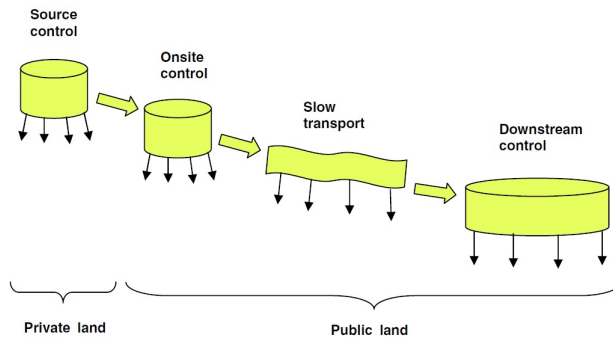 Source
control
Onsite
control
Slow
transport
Downstream
control
Private land
Public land